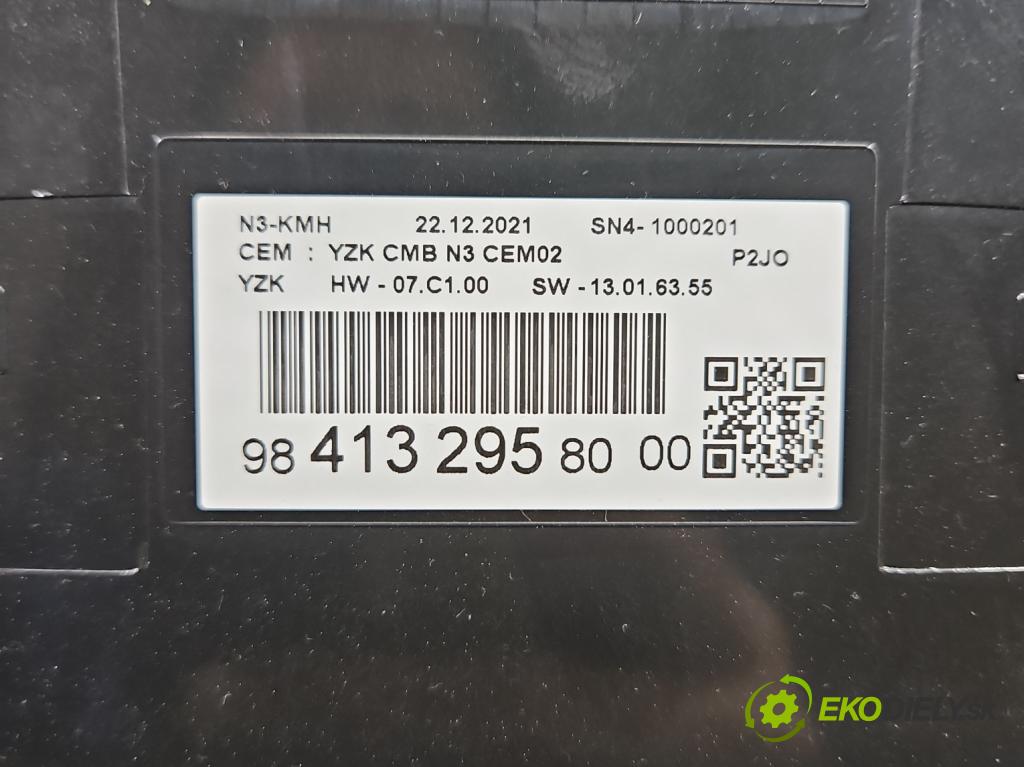 N3-KMH 22.12.2021 SN4- 1000201
CEM : YZK CMB N3 CEM02 P2JO
YZK HW - 07.C1.00 SW -13.01.63.55
98 413 295 80 00
EKODIELY.SK